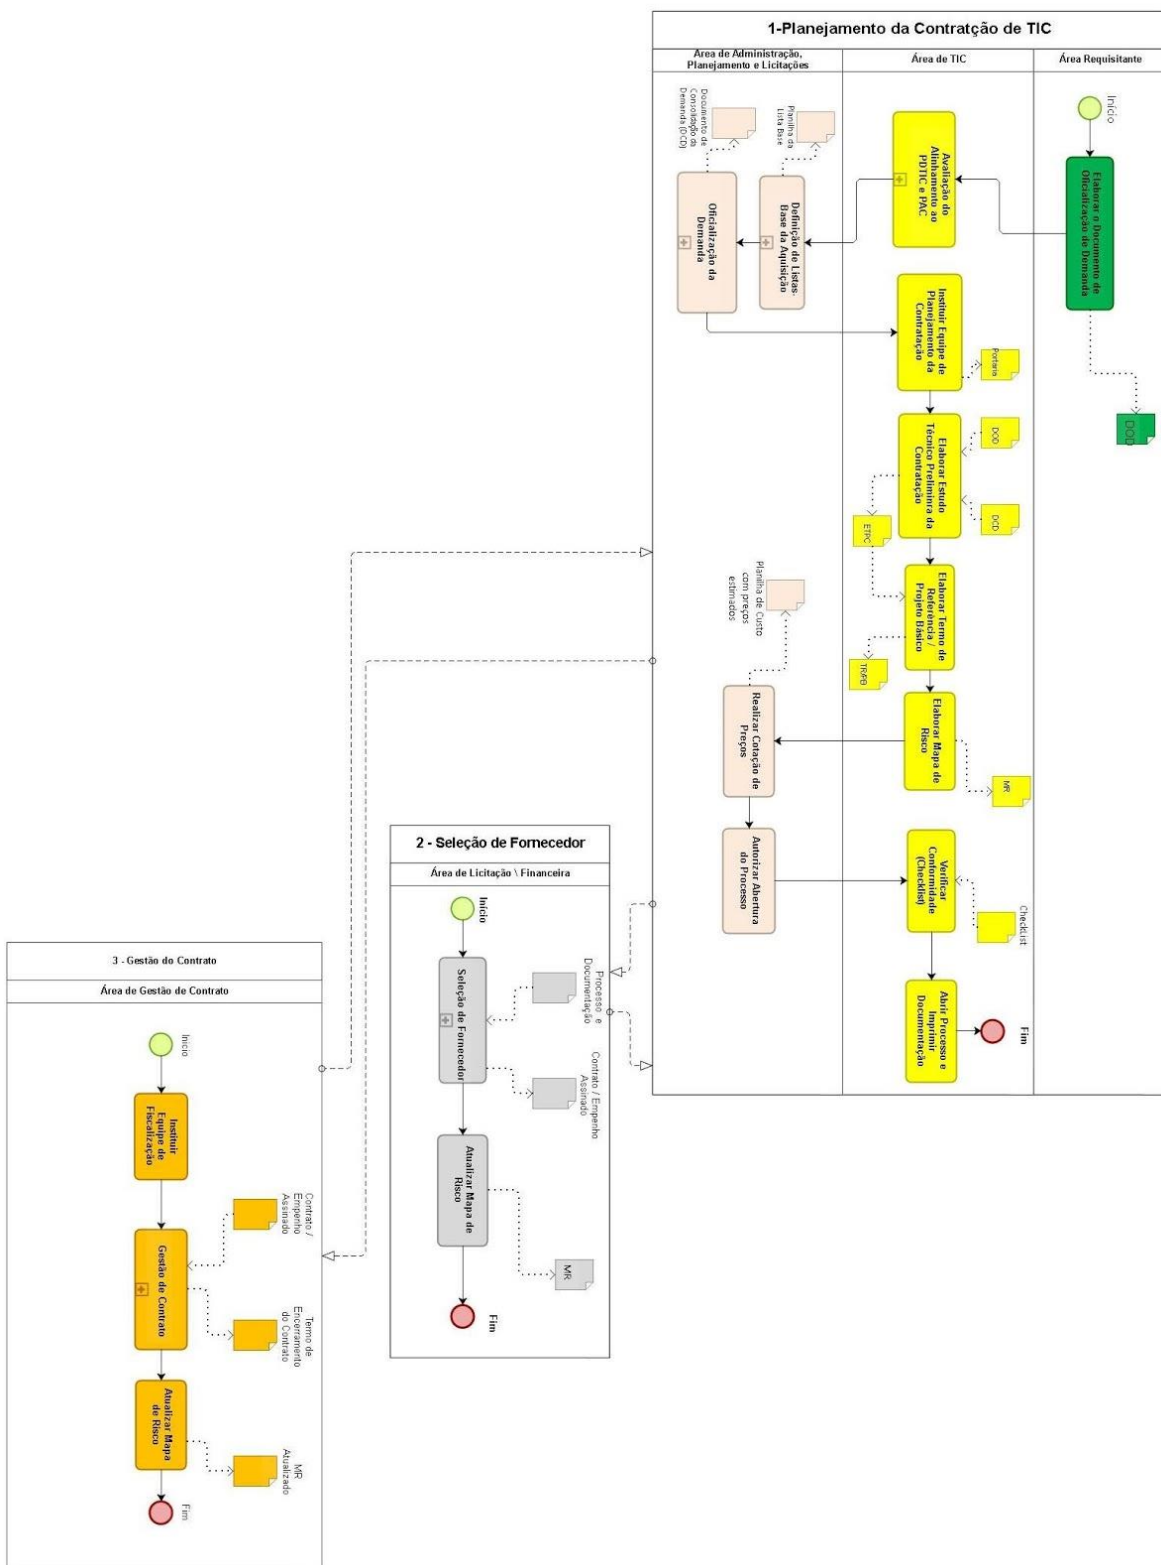 1-Planejamento da Contratção de TIC
Área de Administração,
Planejamento e Licitações
Área de TIC
Área Requisitante
Início
Elaborar o Documento de
Oficialização de Demanda
DOD
Avaliação do
Alinhamento ao
PDTIC e PAC
Planilha da
Lista Base
Definição de Listas-
Base da Aquisição
Documento de
Consolidação da
Demanda (DCD)
Oficialização da
Demanda
Instituir Equipe de
Planejamento da
Contratação
Portaria
DOD
DCD
Elaborar Estudo
Técnico Preliminra da
Contratação
ETPC
Elaborar Termo de
Referência /
Projeto Básico
TR/PB
Elaborar Mapa de
Risco
MR
Planilha de Custo
com preços
estimados
Realizar Cotação de
Preços
Autorizar Abertura
do Processo
Verificar
Conformidade
(Checklist)
CheckList
Abrir Processo e
Imprimir
Documentação
Fim
2 - Seleção de Fornecedor
Área de Licitação \ Financeira
Início
Seleção de Fornecedor
Processo e
Documentação
Contrato / Empenho
Assinado
Atualizar Mapa de
Risco
MR
Fim
3 - Gestão do Contrato
Área de Gestão de Contrato
Início
Instituir
Equipe de
Fiscalização
Contrato /
Empenho
Assinado
Gestão de Contrato
Termo de
Encerramento
do Contrato
Atualizar Mapa
de Risco
MR
Atualizado
Fim